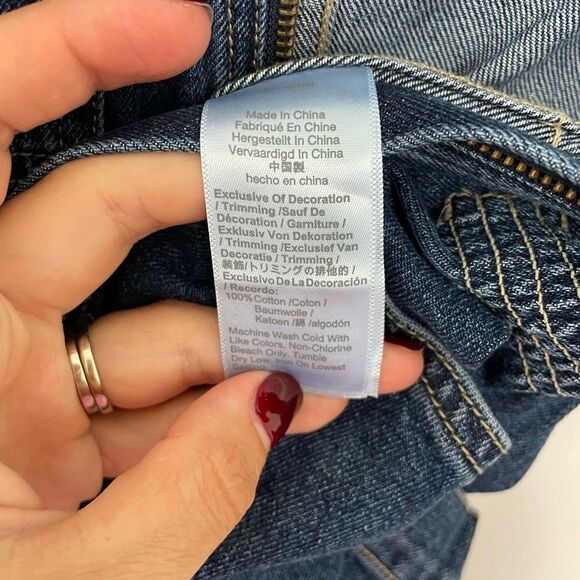 Made In China
Fabriqué En Chine
Hergestellt In China
Vervaardigd In China
中国製
hecho en china
Exclusive Of Decoration
/ Trimming /Sauf De
Décoration / Garniture /
Exklusiv Von Dekoration
/ Trimming /Exclusief Van
Decoratie / Trimming /
装飾/トリミングの排他的/
Exclusivo De La Decoración
/ Recordo:
100%Cotton /Coton /
Baumwolle /
Katoen /綿 /algodón
Machine Wash Cold With
Like Colors. Non-Chlorine
Bleach Only. Tumble
Dry Low. Iron On Lowest
Setting